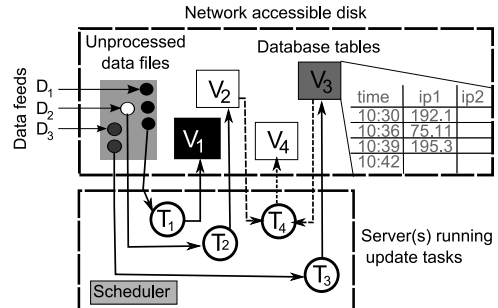 Network accessible disk
Unprocessed
data files
Database tables
Data feeds
D1
D2
D3
V1
V2
V3
V4
time ip1 ip2
10:30 192.1
10:36 75.11
10:39 195.3
10:42
T1
T2
T3
T4
Scheduler
Server(s) running
update tasks